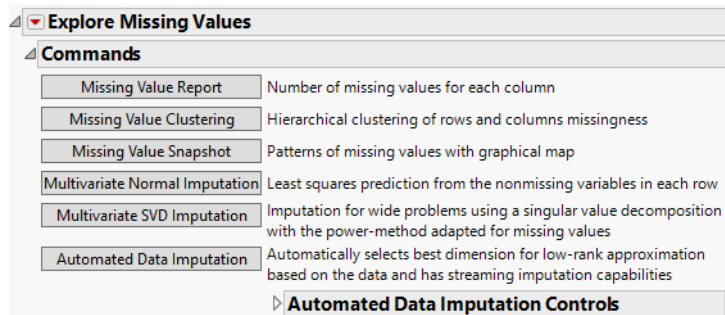 Explore Missing Values
Commands
Missing Value Report Number of missing values for each column
Missing Value Clustering Hierarchical clustering of rows and columns missingness
Missing Value Snapshot Patterns of missing values with graphical map
Multivariate Normal Imputation Least squares prediction from the nonmissing variables in each row
Multivariate SVD Imputation Imputation for wide problems using a singular value decomposition
with the power-method adapted for missing values
Automated Data Imputation Automatically selects best dimension for low-rank approximation
based on the data and has streaming imputation capabilities
Automated Data Imputation Controls